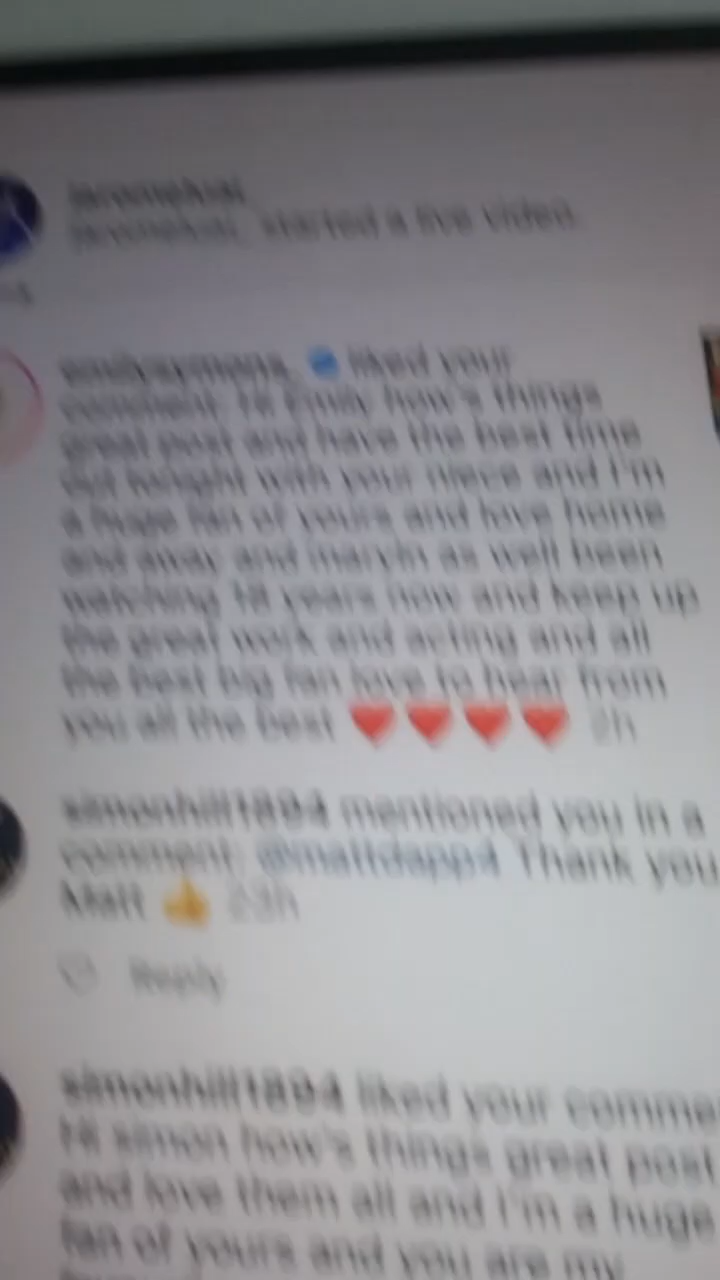 started a live video.
liked your
comment: Hi Emily how's things
great post and have the best time
out tonight with your niece and I'm
a huge fan of yours and love home
and away and marvin as well been
watching 18 years now and keep up
the great work and acting and all
the best big fan love to hear from
you all the best ❤️❤️❤️❤️ 2h
simonhill1894 mentioned you in a
comment: @mattdapp4 Thank you
Matt 👍 23h
Reply
simonhill1894 liked your comme
Hi simon how's things great post
and love them all and I'm a huge
fan of yours and you are my